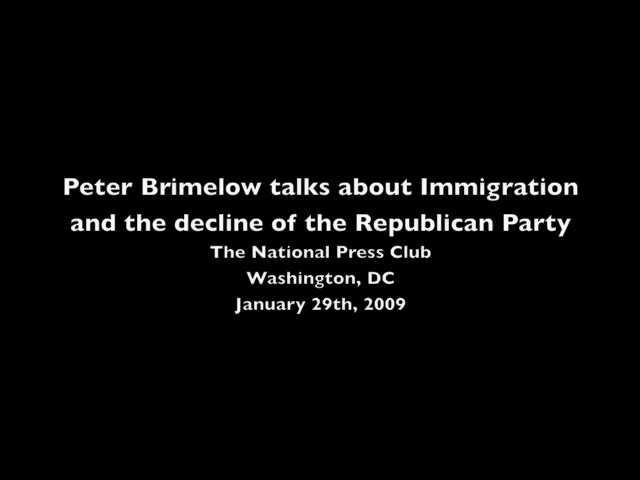 Peter Brimelow talks about Immigration
and the decline of the Republican Party
The National Press Club
Washington, DC
January 29th, 2009